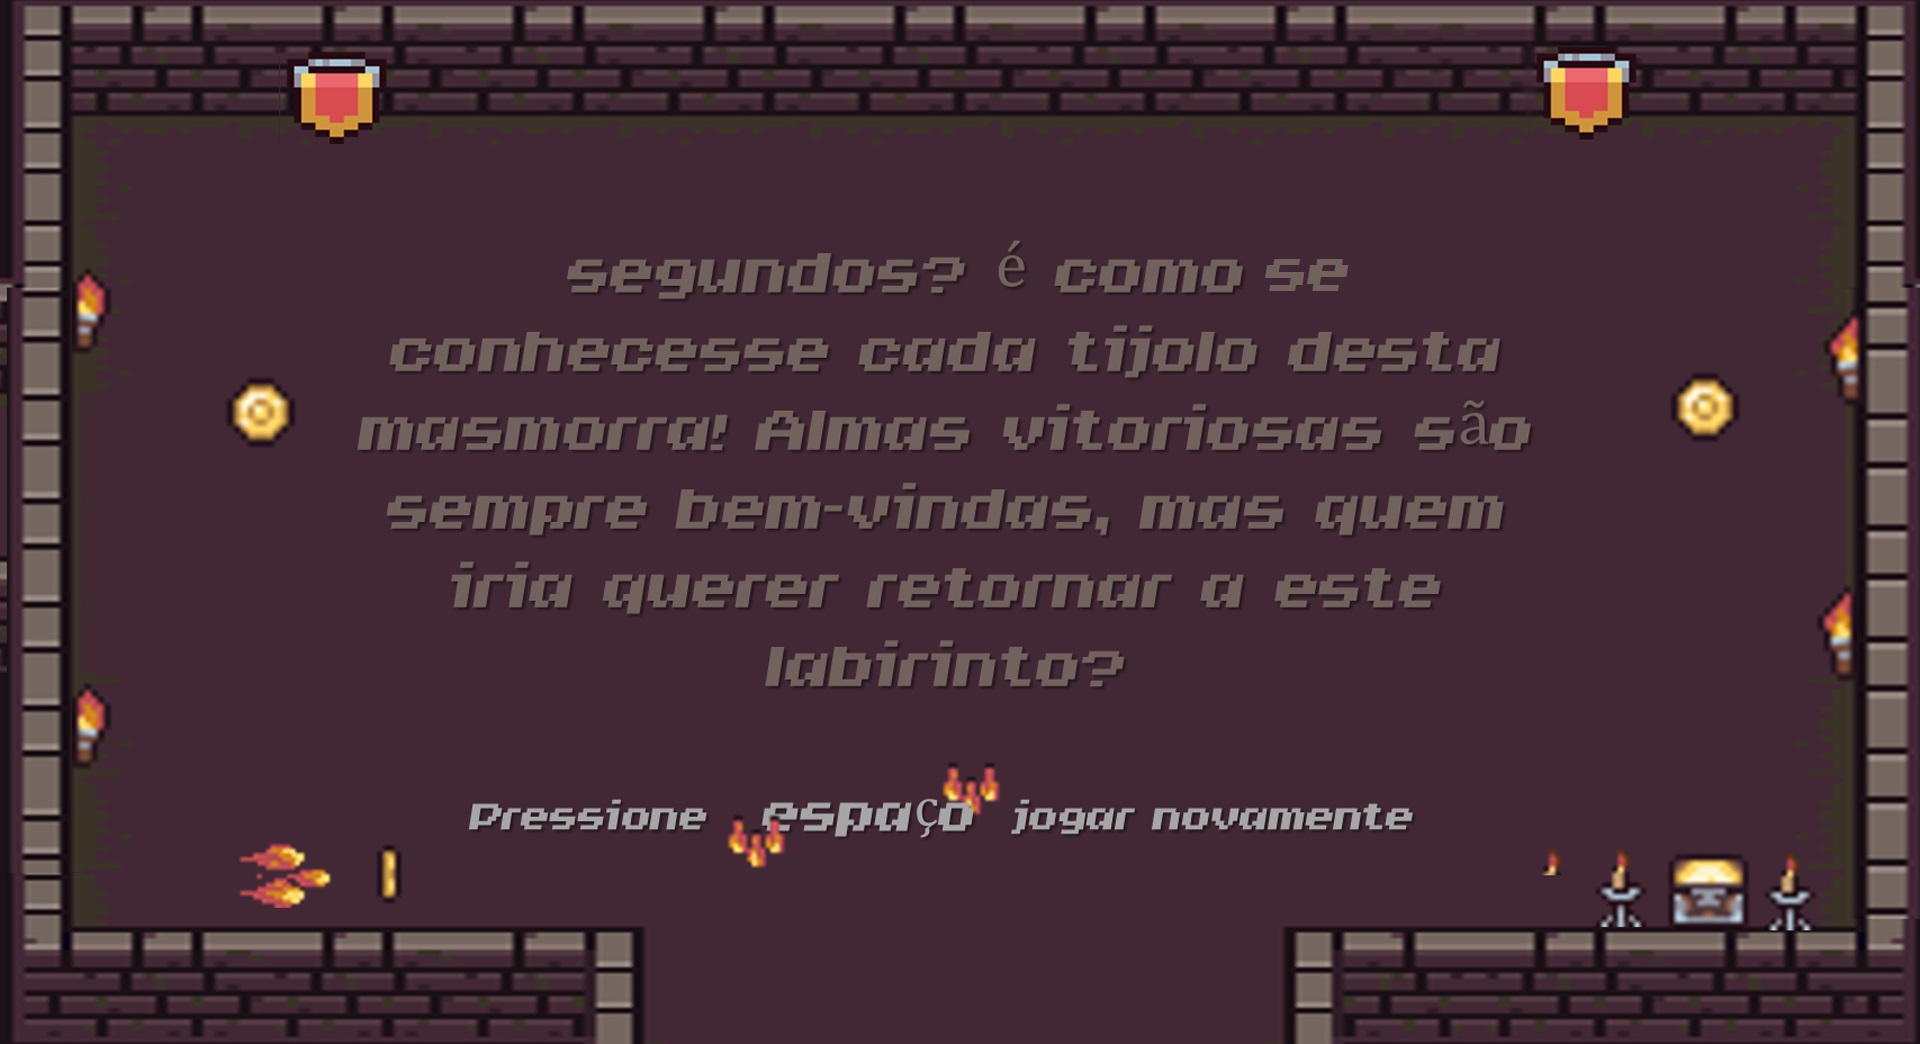 segundos? é como se
conhecesse cada tijolo desta
masmorra! Almas vitoriosas são
sempre bem-vindas, mas quem
iria querer retornar a este
labirinto?
Pressione espaço jogar novamente